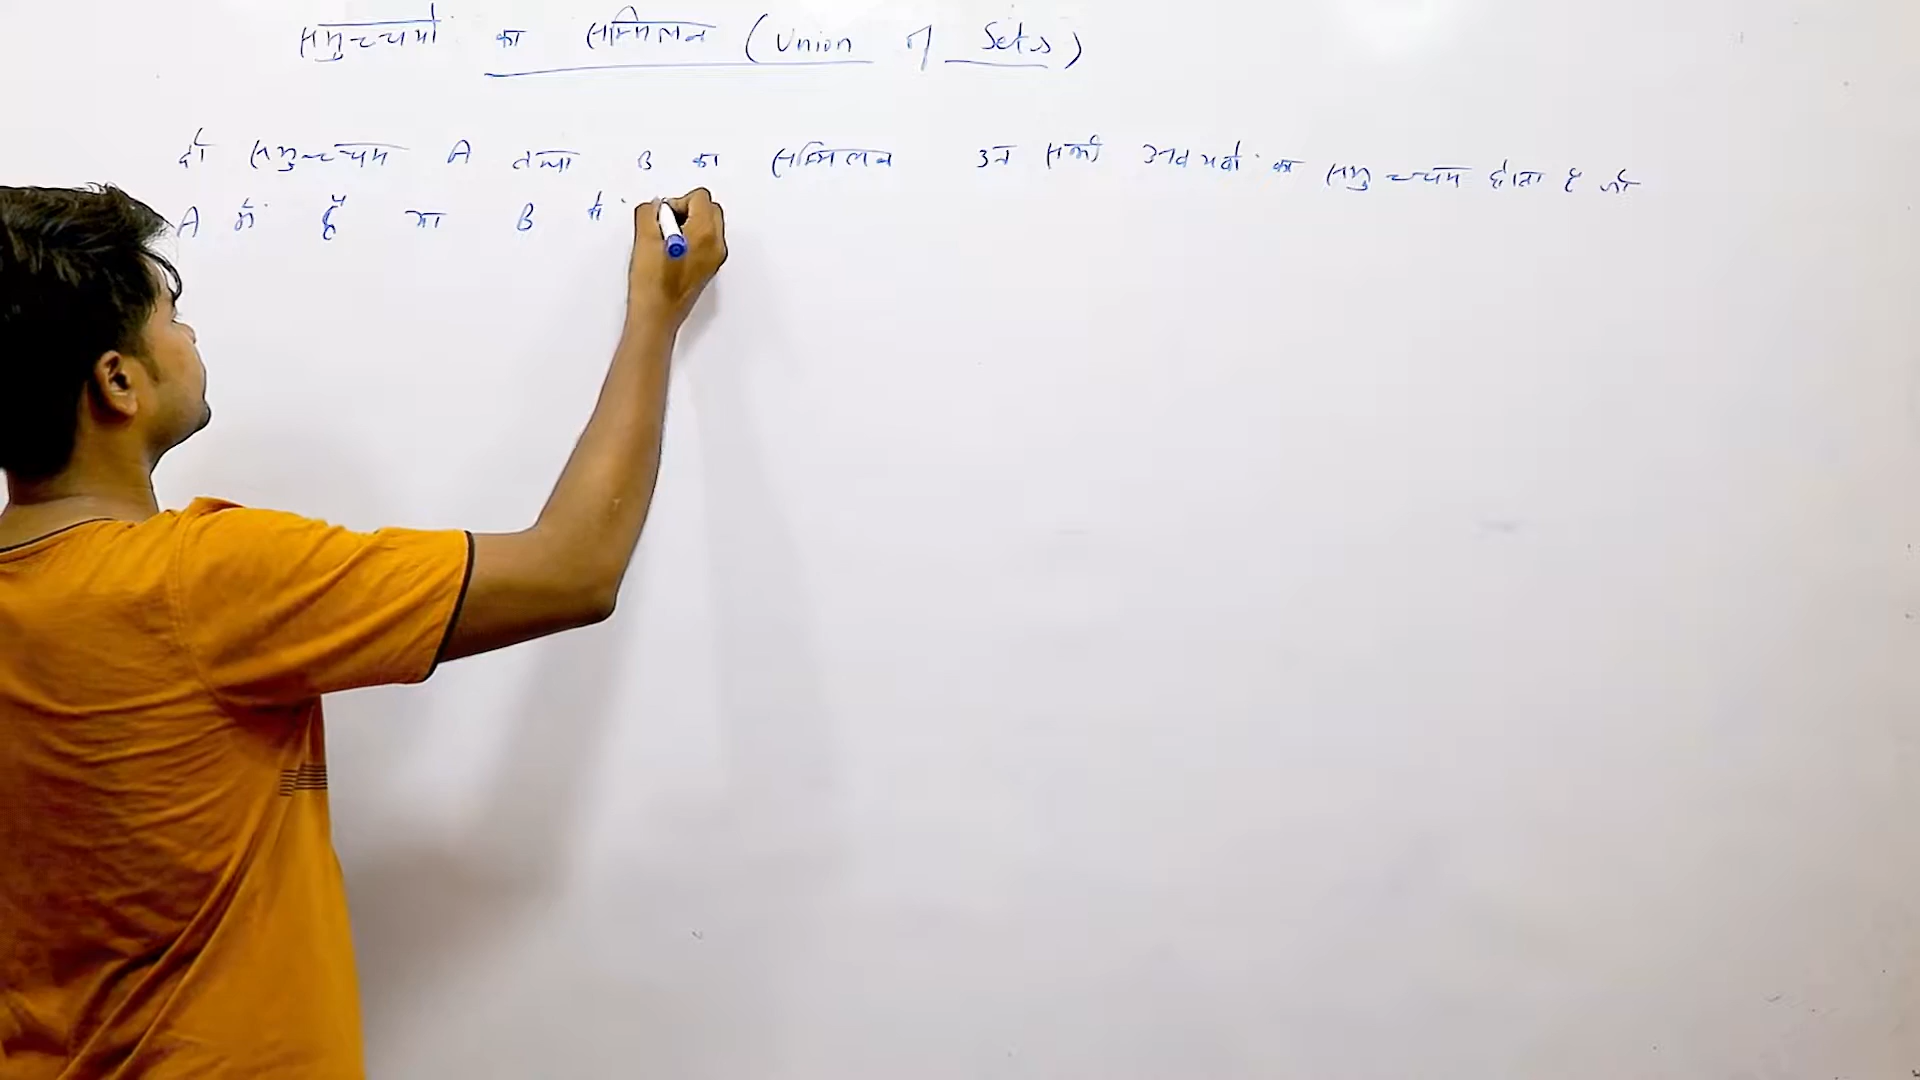 समुच्चयों का सम्मिलन (Union of Sets)
दो समुच्चय A तथा B का सम्मिलन उन सभी अवयवों का समुच्चय होता है जो
A में हैं या B में